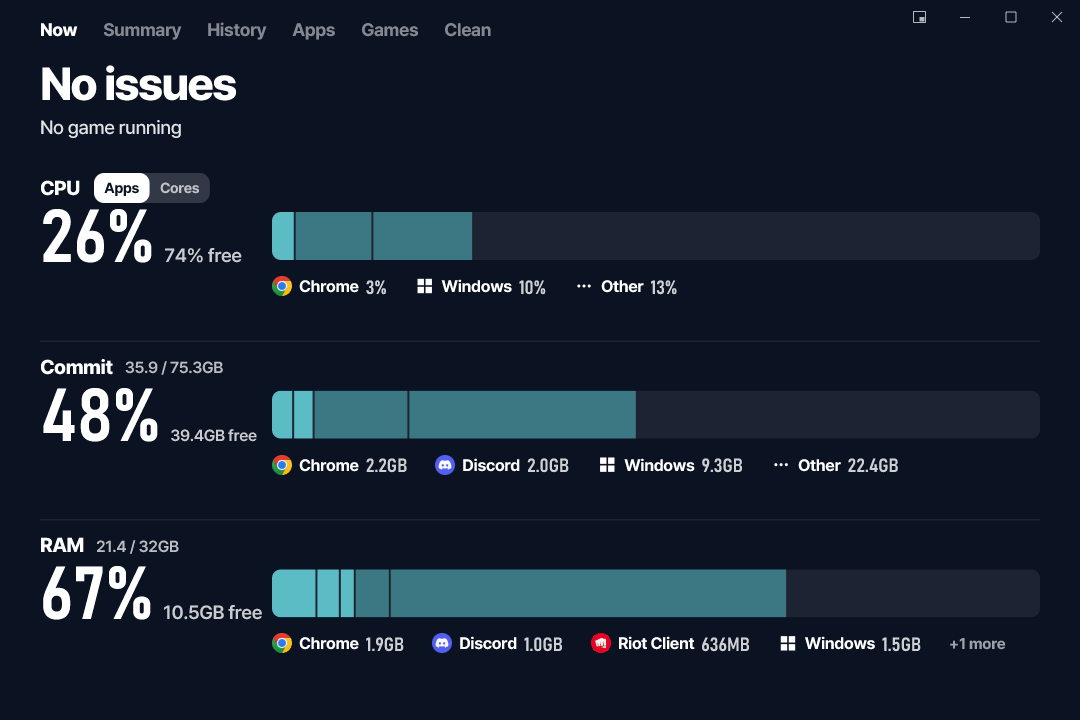 Now Summary History Apps Games Clean
No issues
No game running
CPU Apps Cores
26% 74% free
Chrome 3% Windows 10% Other 13%
Commit 35.9 / 75.3GB
48% 39.4GB free
Chrome 2.2GB Discord 2.0GB Windows 9.3GB Other 22.4GB
RAM 21.4 / 32GB
67% 10.5GB free
Chrome 1.9GB Discord 1.0GB Riot Client 636MB Windows 1.5GB +1 more